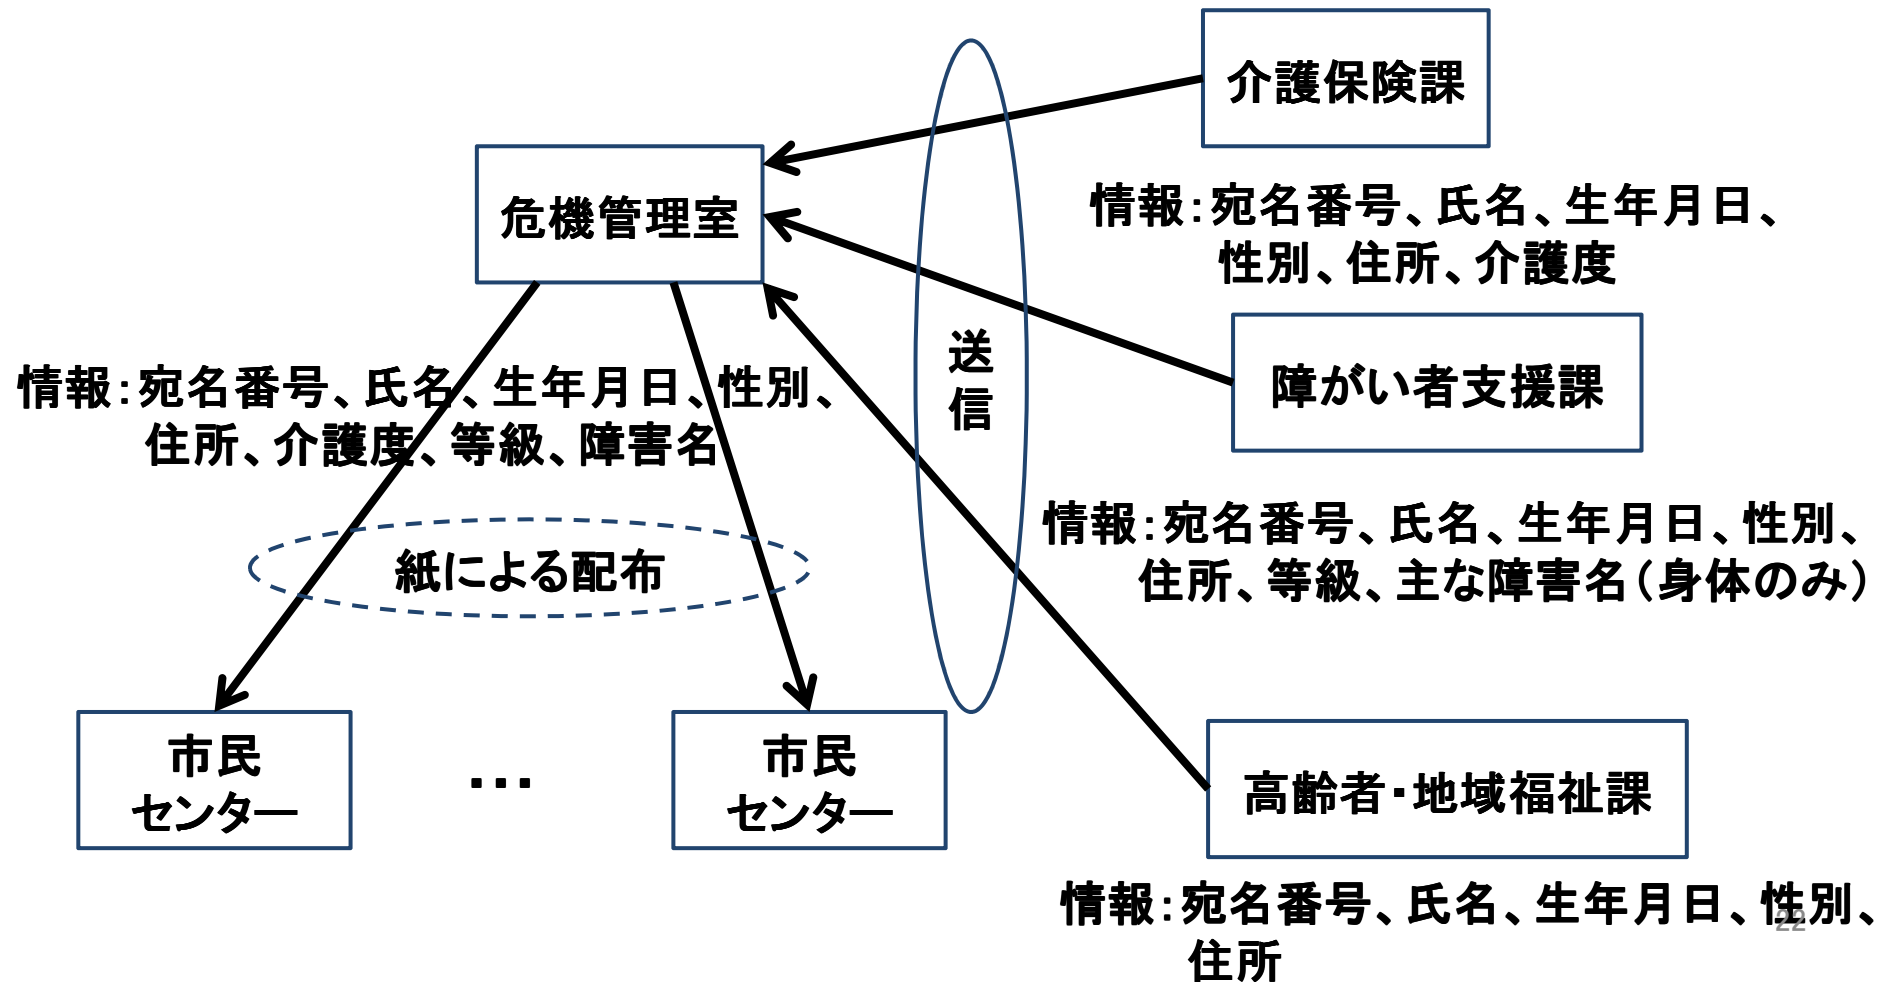 介護保険課
情報：宛名番号、氏名、生年月日、
性別、住所、介護度
危機管理室
障がい者支援課
送
信
情報：宛名番号、氏名、生年月日、性別、
住所、介護度、等級、障害名
情報：宛名番号、氏名、生年月日、性別、
住所、等級、主な障害名（身体のみ）
紙による配布
市民
センター
…
市民
センター
高齢者・地域福祉課
情報：宛名番号、氏名、生年月日、性別、
住所
22